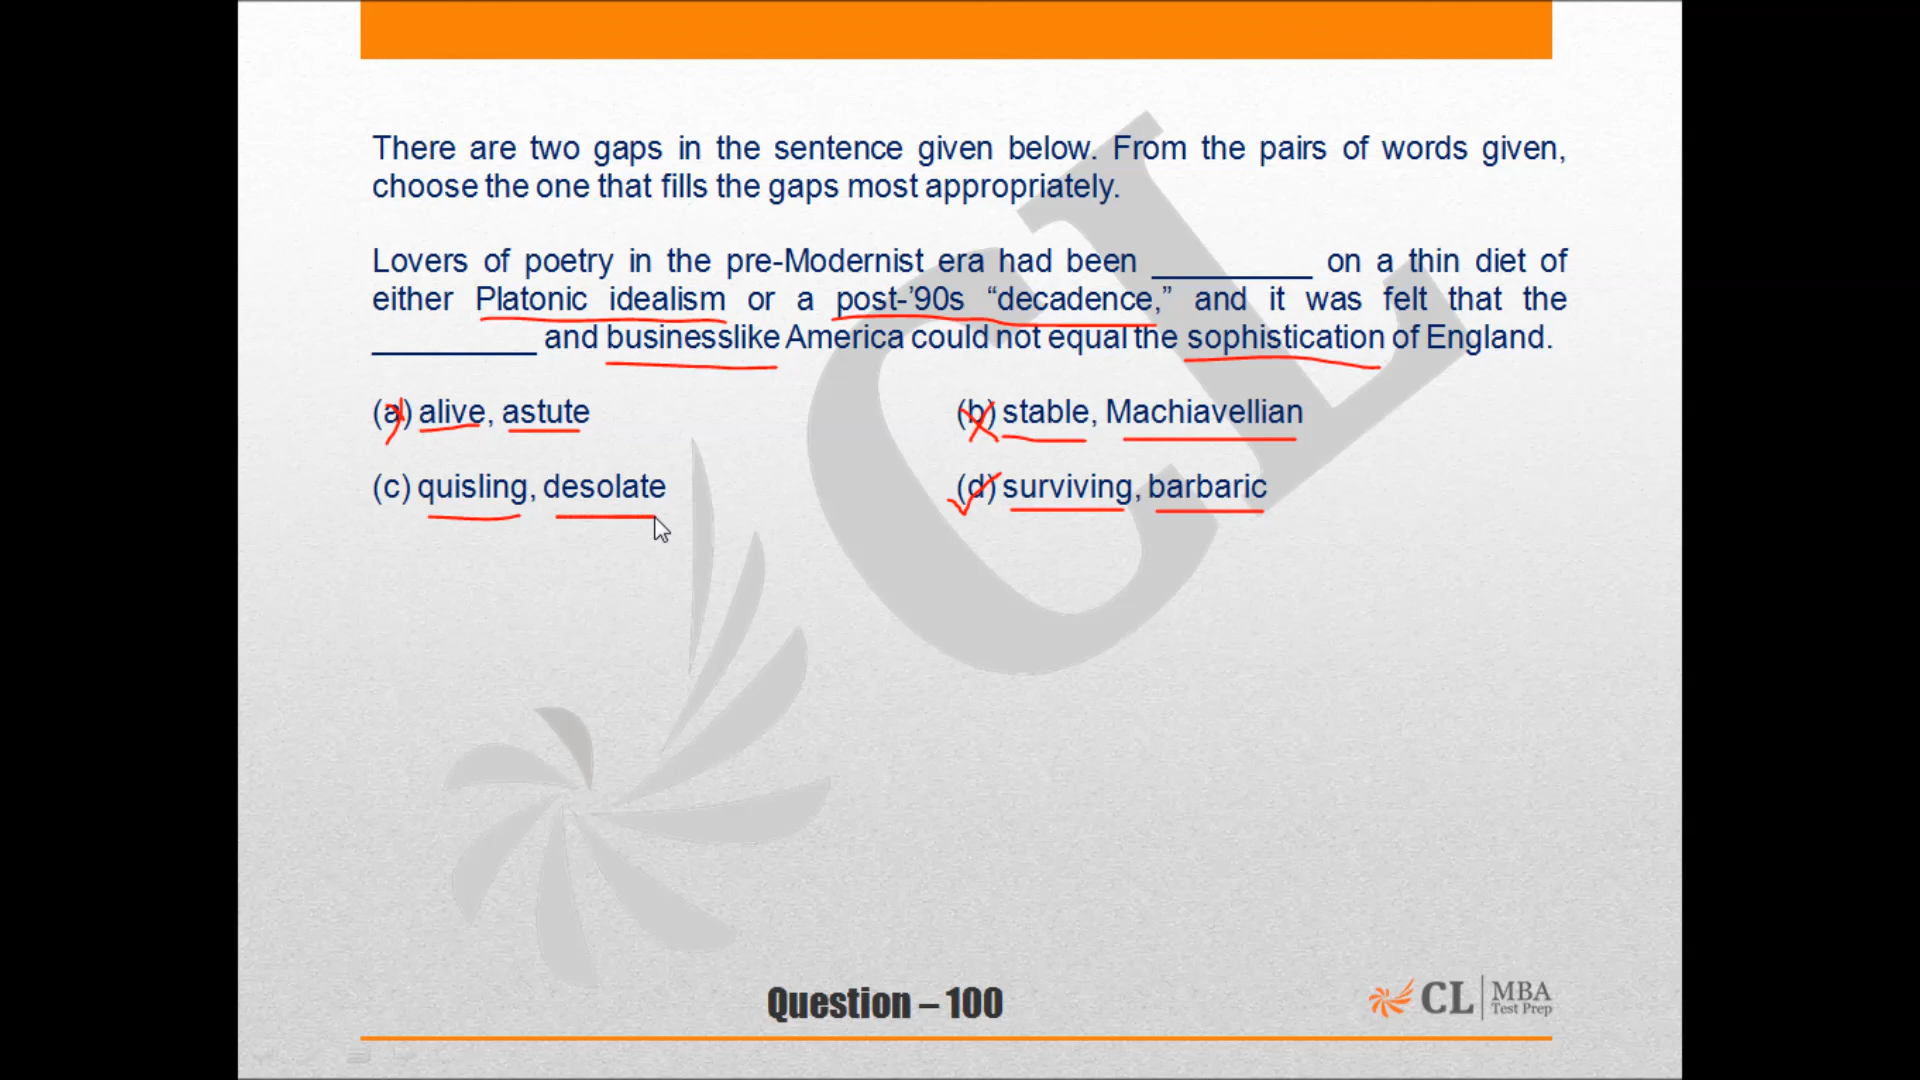 There are two gaps in the sentence given below. From the pairs of words given,
choose the one that fills the gaps most appropriately.
Lovers of poetry in the pre-Modernist era had been _________ on a thin diet of
either Platonic idealism or a post-’90s “decadence,” and it was felt that the
_________ and businesslike America could not equal the sophistication of England.
(a) alive, astute (b) stable, Machiavellian
(c) quisling, desolate (d) surviving, barbaric
CL
Question – 100
CL MBA
Test Prep